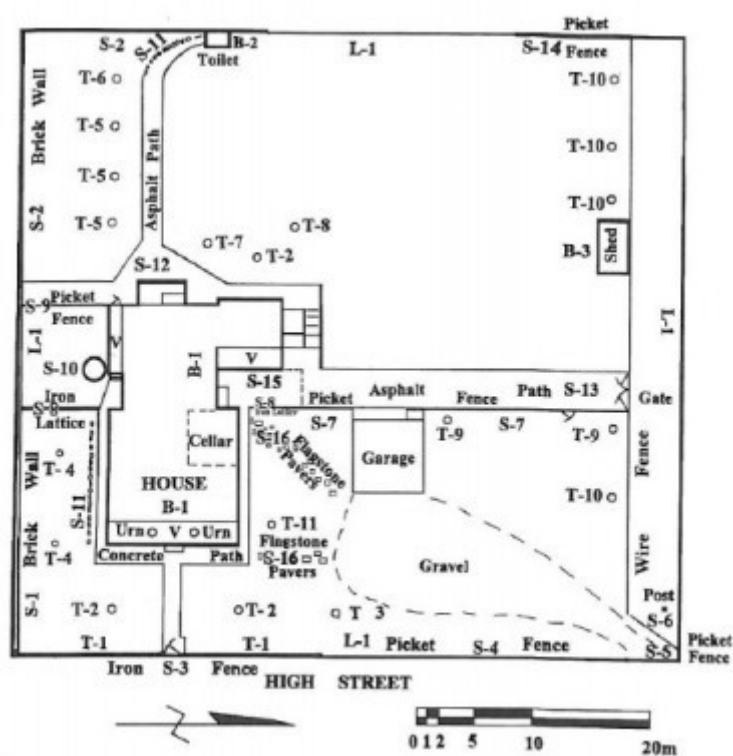 Picket
S-2 S-11 B-2 L-1 S-14 Fence
Toilet
T-6 T-10
Brick Wall
T-5
Asphalt Path
T-10
T-5
S-2
T-5 T-10
T-8
T-7
T-2
B-3 Shed
S-12
S-9 Picket
Fence
L-1
L-1
V
S-10
B-1
V
S-15
Iron
S-8
Lattice
Picket Asphalt Fence Path S-13
Gate
S-8
Iron Lattice
S-7
T-9 S-7 T-9
S-16 Flagstone
Pavers
Cellar
Garage
Brick Wall
T-4
S-11
HOUSE
B-1
T-10
Wire Fence
Urn V Urn
T-11
T-4
Concrete Path
Flngstone
S-16
Pavers
Gravel
S-1
Post
S-6
T-2 T-2 T 3
T-1 T-1 L-1 Picket S-4 Fence S-5
Picket
Fence
Iron S-3 Fence
HIGH STREET
0 1 2 5 10 20m